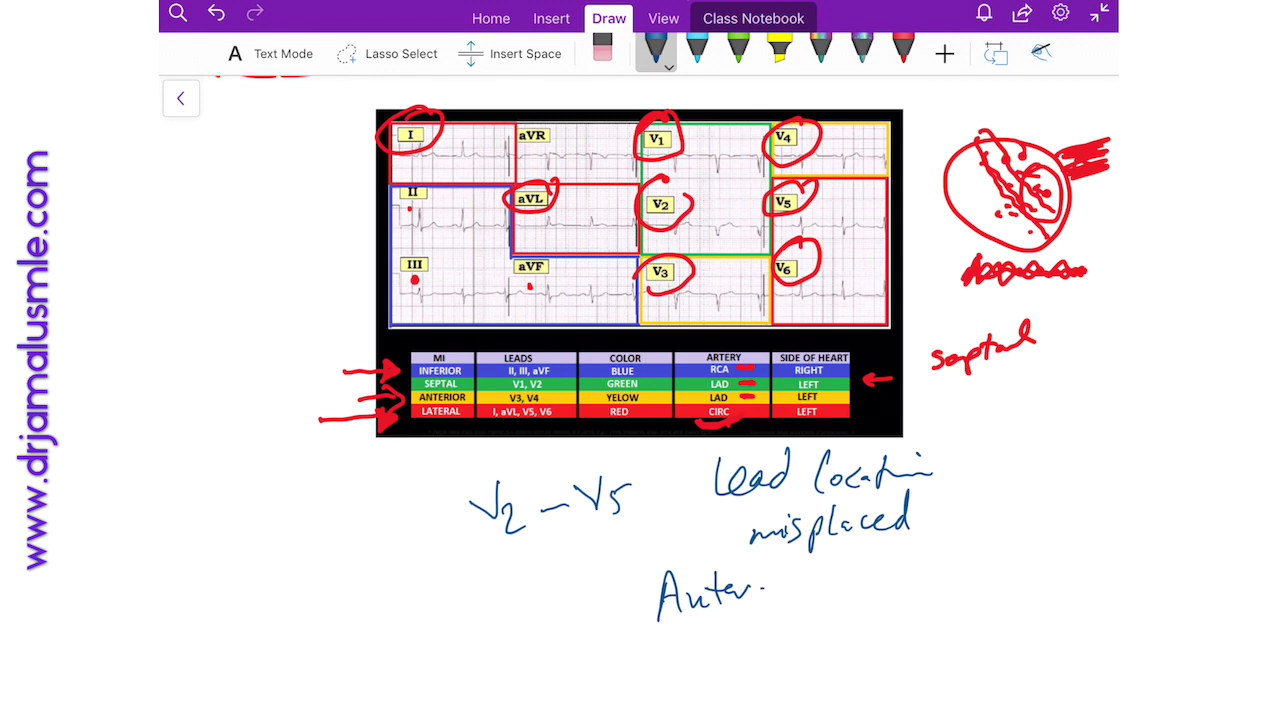 Home Insert Draw View Class Notebook
A Text Mode Lasso Select Insert Space
www.drjamalusmle.com
I aVR V1 V4
II aVL V2 V5
III aVF V3 V6
MI LEADS COLOR ARTERY SIDE OF HEART
INFERIOR II, III, aVF BLUE RCA RIGHT
SEPTAL V1, V2 GREEN LAD LEFT
ANTERIOR V3, V4 YELOW LAD LEFT
LATERAL I, aVL, V5, V6 RED CIRC LEFT
septal
V2 - V5
Lead location
misplaced
Anter.